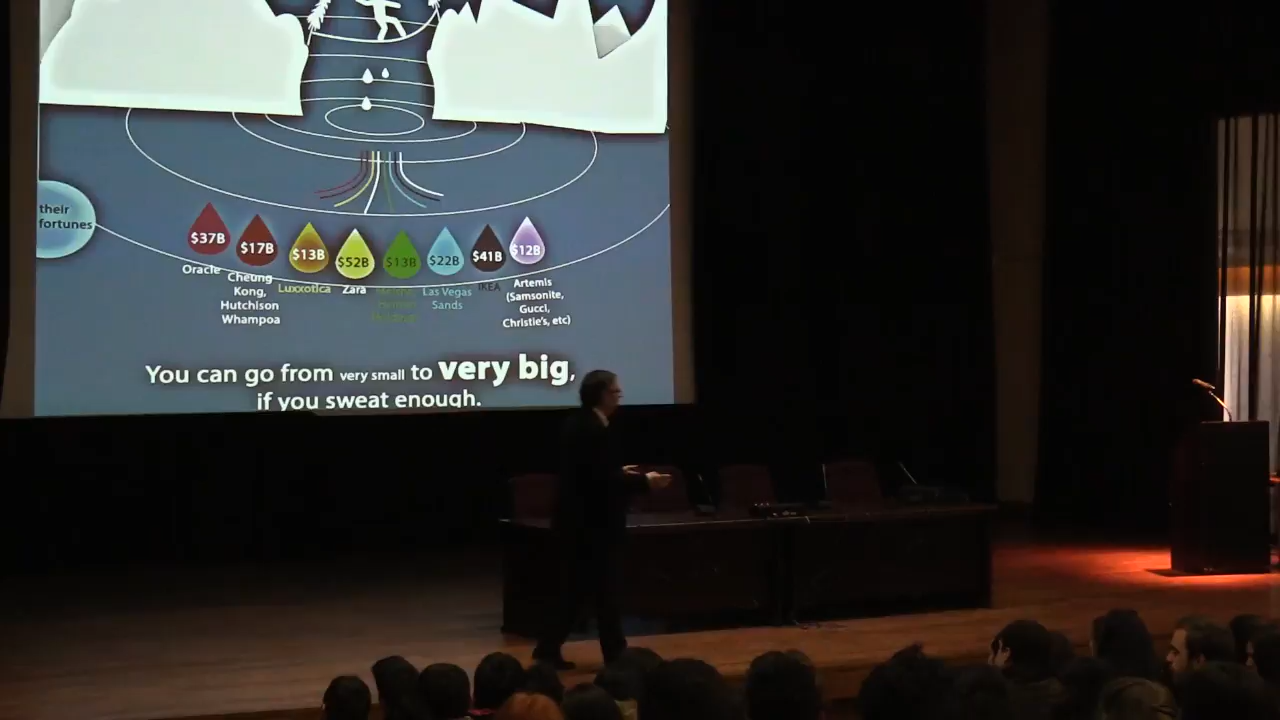 their
fortunes
$37B
$17B
$13B
$52B
$13B
$22B
$41B
$12B
Oracle
Cheung
Kong,
Hutchison
Whampoa
Luxxotica
Zara
Las Vegas
Sands
IKEA
Artemis
(Samsonite,
Gucci,
Christie's, etc)
You can go from very small to very big,
if you sweat enough.